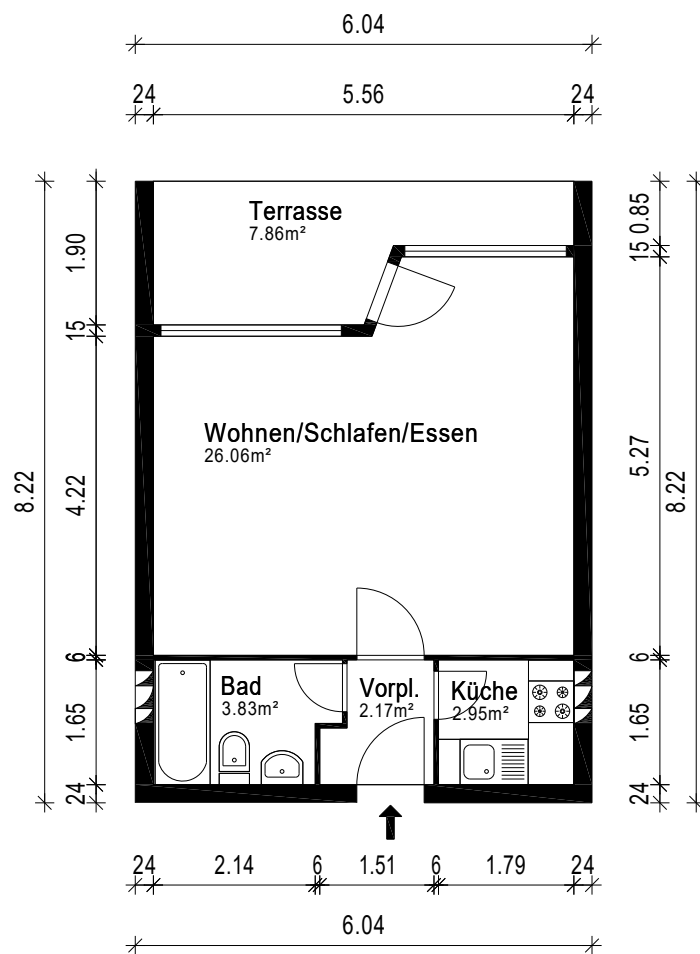 6.04
24 5.56 24
Terrasse
7.86m²
1.90
15
4.22
6
1.65
24
8.22
0.85
15
5.27
6
1.65
24
8.22
Wohnen/Schlafen/Essen
26.06m²
Bad
3.83m²
Vorpl.
2.17m²
Küche
2.95m²
24 2.14 6 1.51 6 1.79 24
6.04